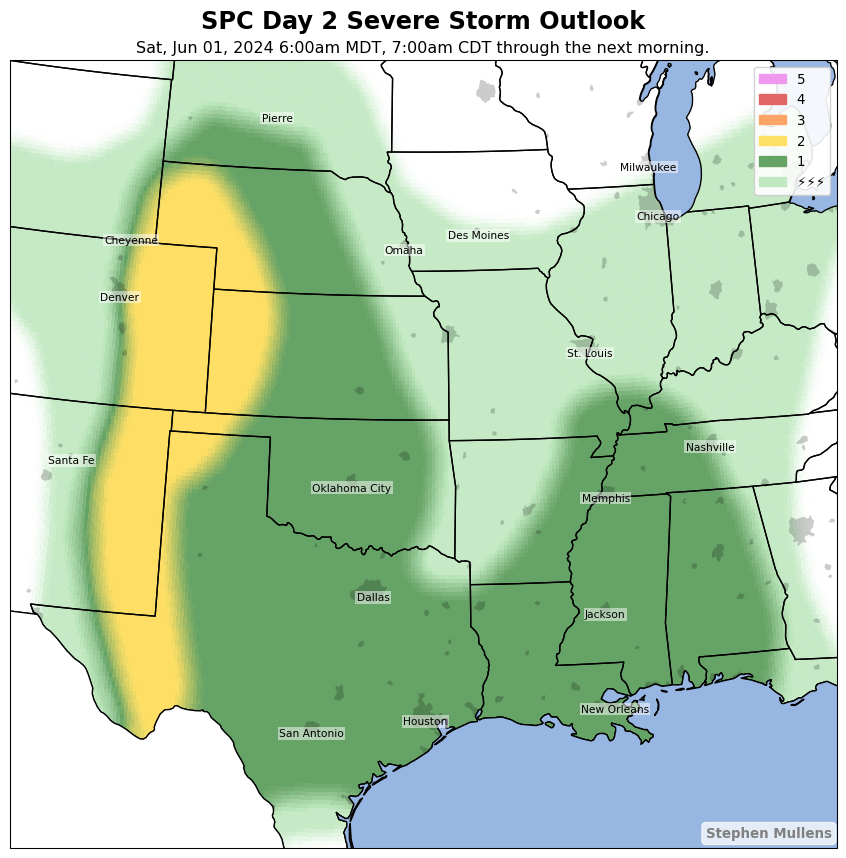 SPC Day 2 Severe Storm Outlook
Sat, Jun 01, 2024 6:00am MDT, 7:00am CDT through the next morning.
5
4
3
2
1
⚡⚡⚡
Pierre
Milwaukee
Chicago
Des Moines
Cheyenne
Omaha
Denver
St. Louis
Nashville
Santa Fe
Oklahoma City
Memphis
Dallas
Jackson
New Orleans
Houston
San Antonio
Stephen Mullens